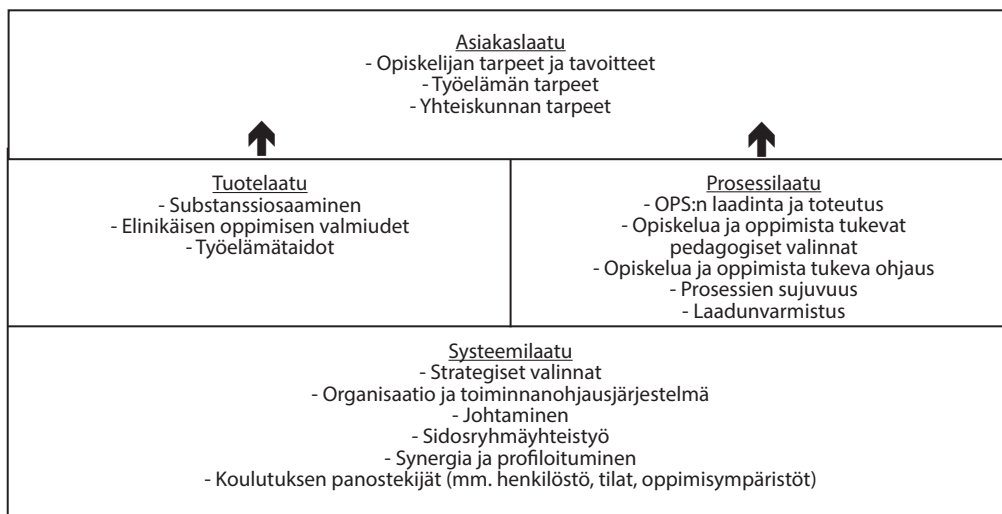 Asiakaslaatu
- Opiskelijan tarpeet ja tavoitteet
- Työelämän tarpeet
- Yhteiskunnan tarpeet
Tuotelaatu
- Substanssiosaaminen
- Elinikäisen oppimisen valmiudet
- Työelämätaidot
Prosessilaatu
- OPS:n laadinta ja toteutus
- Opiskelua ja oppimista tukevat
pedagogiset valinnat
- Opiskelua ja oppimista tukeva ohjaus
- Prosessien sujuvuus
- Laadunvarmistus
Systeemilaatu
- Strategiset valinnat
- Organisaatio ja toiminnanohjausjärjestelmä
- Johtaminen
- Sidosryhmäyhteistyö
- Synergia ja profiloituminen
- Koulutuksen panostekijät (mm. henkilöstö, tilat, oppimisympäristöt)